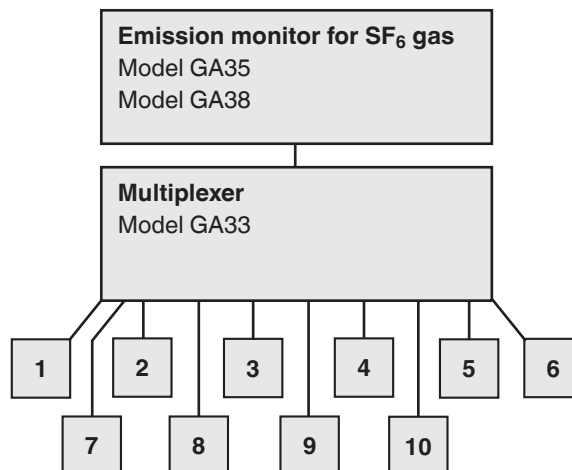 Emission monitor for SF₆ gas
Model GA35
Model GA38
Multiplexer
Model GA33
1 2 3 4 5 6
7 8 9 10